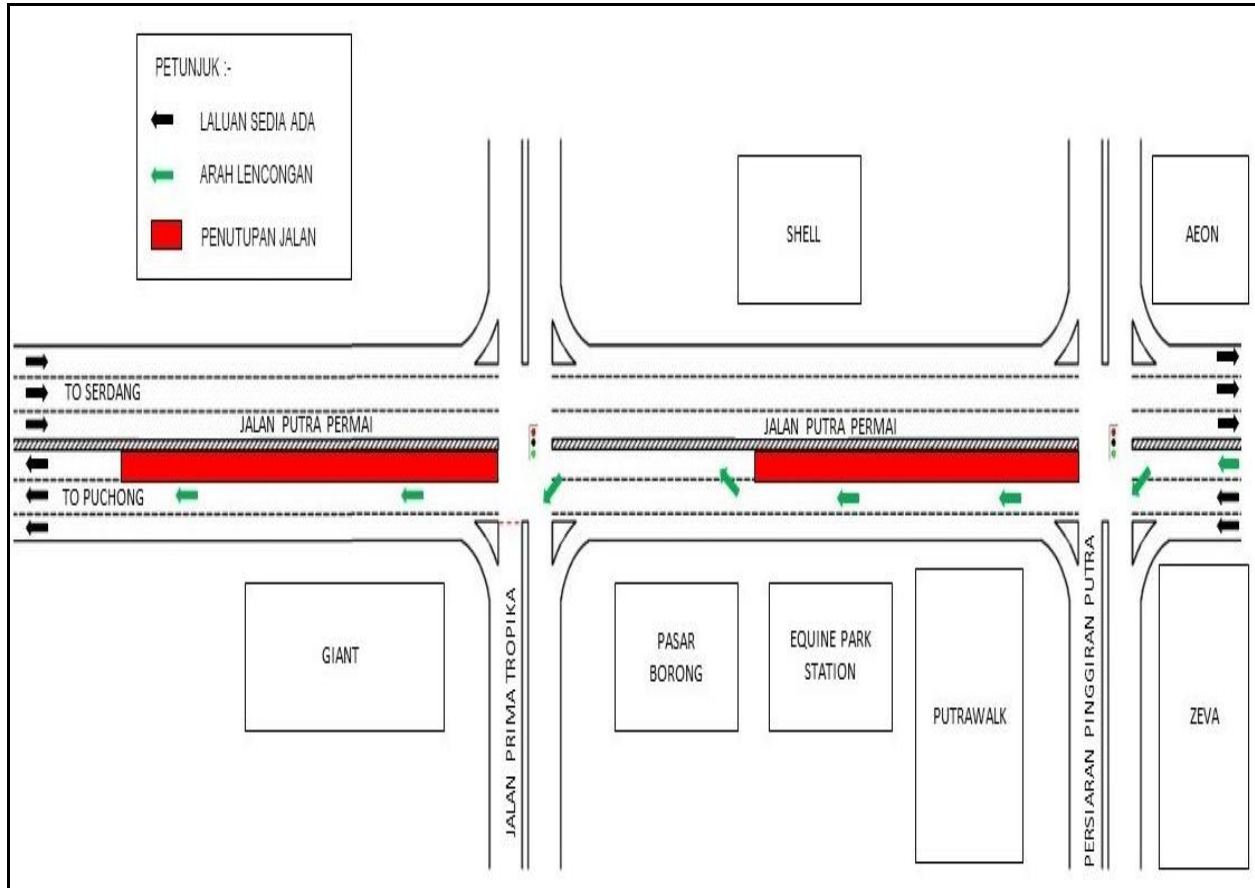 PETUNJUK :-
LALUAN SEDIA ADA
ARAH LENCONGAN
PENUTUPAN JALAN
SHELL
AEON
TO SERDANG
JALAN PUTRA PERMAI
JALAN PUTRA PERMAI
TO PUCHONG
GIANT
JALAN PRIMA TROPIKA
PASAR
BORONG
EQUINE PARK
STATION
PUTRAWALK
PERSIARAN PINGGIRAN PUTRA
ZEVA